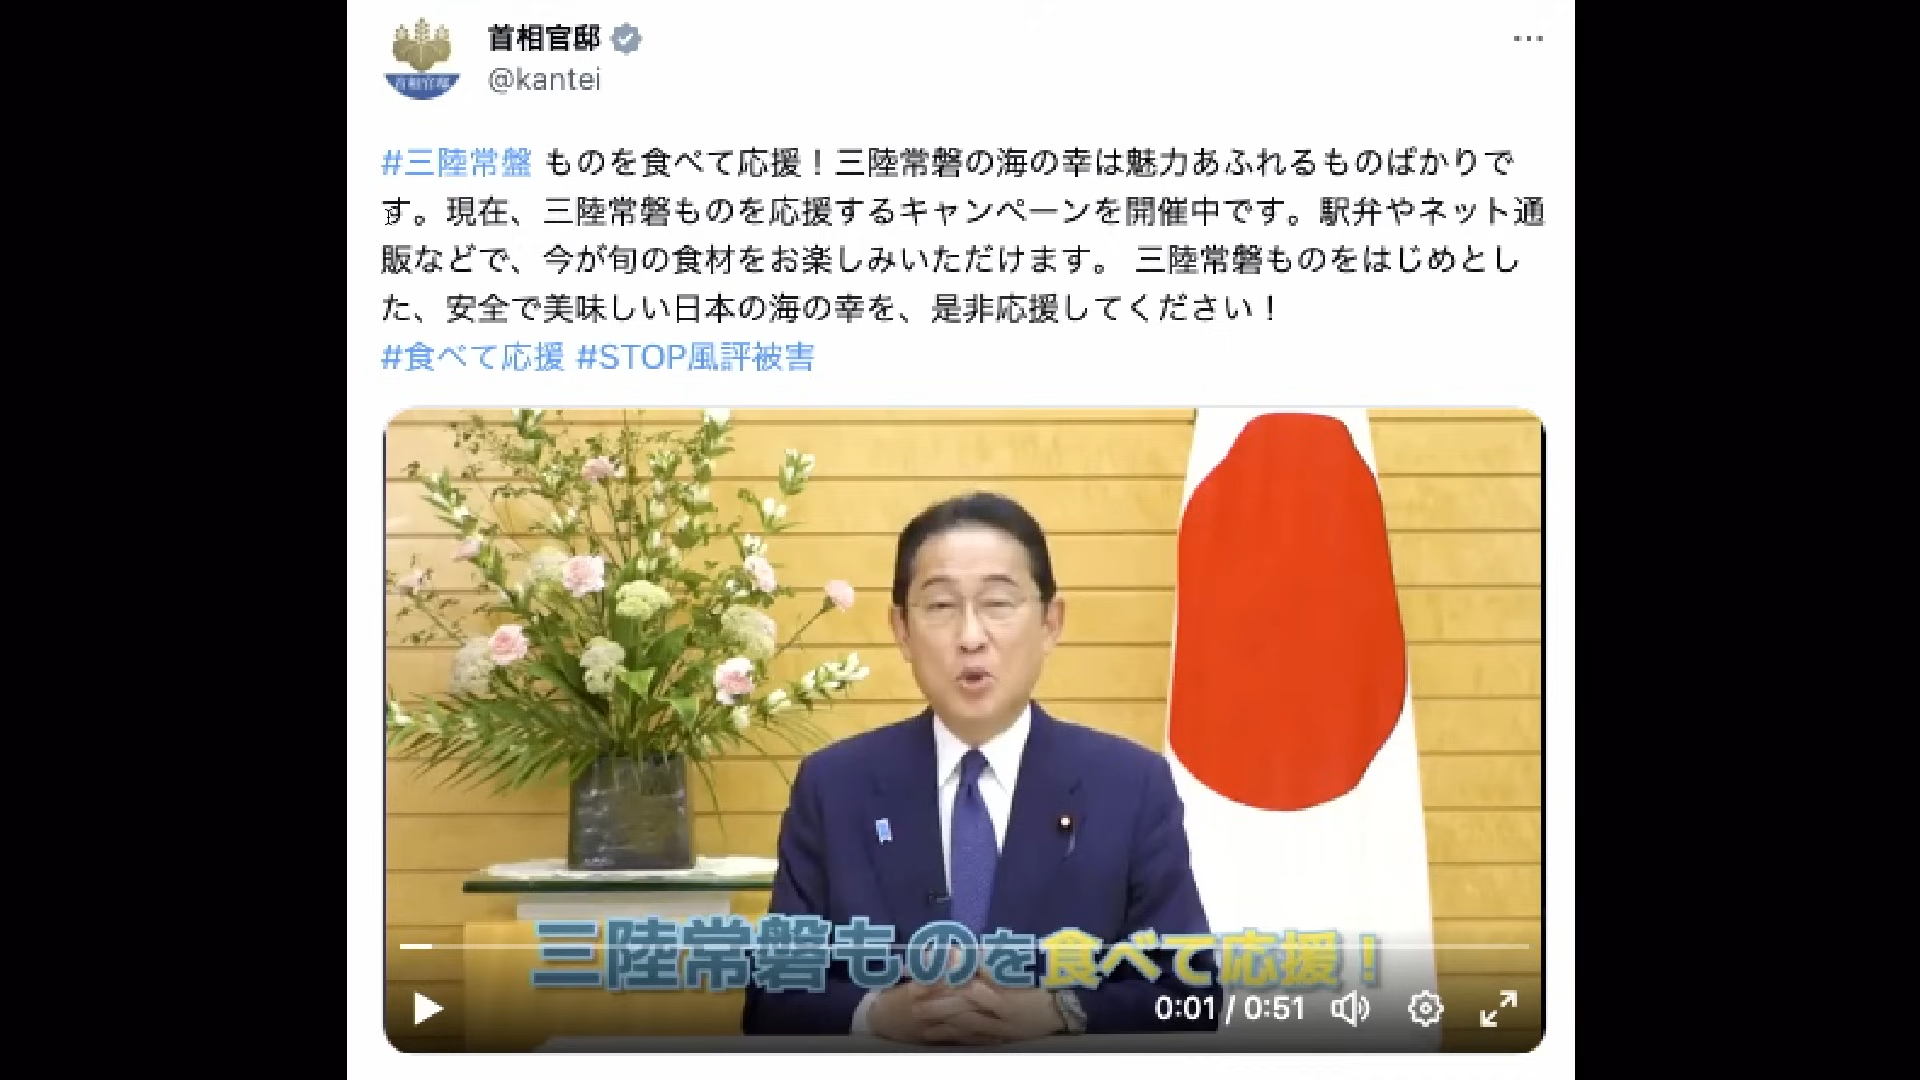 首相官邸
@kantei
#三陸常盤 ものを食べて応援！三陸常磐の海の幸は魅力あふれるものばかりで
す。現在、三陸常磐ものを応援するキャンペーンを開催中です。駅弁やネット通
販などで、今が旬の食材をお楽しみいただけます。 三陸常磐ものをはじめとし
た、安全で美味しい日本の海の幸を、是非応援してください！
#食べて応援 #STOP風評被害
三陸常磐ものを食べて応援！
0:01 / 0:51
首相官邸